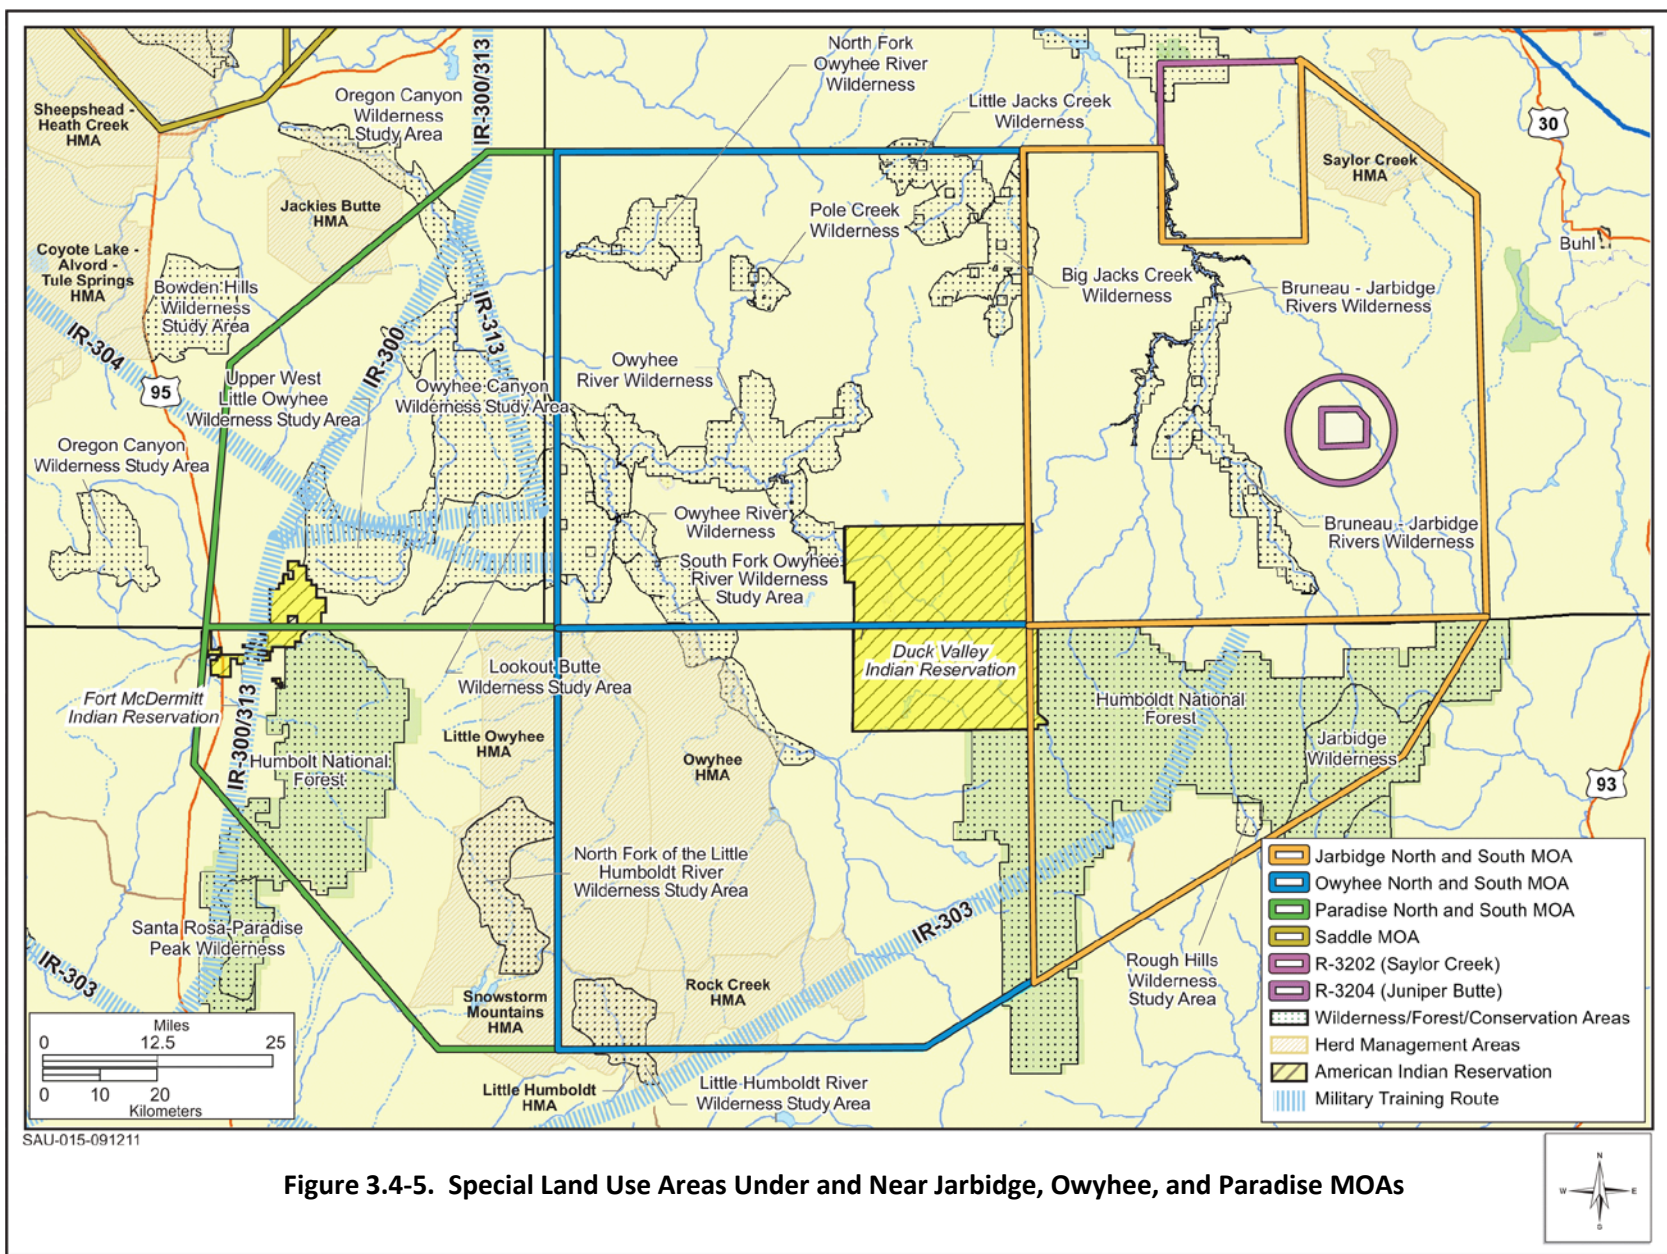 North Fork
Owyhee River
Wilderness
IR-300/313
Oregon Canyon
Wilderness
Study Area
Little Jacks Creek
Wilderness
Sheepshead -
Heath Creek
HMA
30
Saylor Creek
HMA
Jackies Butte
HMA
Pole Creek
Wilderness
Coyote Lake -
Alvord -
Tule Springs
HMA
Buhl
Bowden Hills
Wilderness
Study Area
Big Jacks Creek
Wilderness
Bruneau - Jarbidge
Rivers Wilderness
IR-304
IR-300
IR-313
95
Upper West
Little Owyhee
Wilderness Study Area
Owyhee Canyon
Wilderness Study Area
Owyhee
River Wilderness
Oregon Canyon
Wilderness Study Area
Owyhee River
Wilderness
Bruneau - Jarbidge
Rivers Wilderness
South Fork Owyhee
River Wilderness
Study Area
Duck Valley
Indian Reservation
Lookout Butte
Wilderness Study Area
Fort McDermitt
Indian Reservation
IR-300/313
Humboldt National
Forest
Little Owyhee
HMA
Owyhee
HMA
Jarbidge
Wilderness
Humbolt National
Forest
93
North Fork of the Little
Humboldt River
Wilderness Study Area
Santa Rosa-Paradise
Peak Wilderness
IR-303
IR-303
Rough Hills
Wilderness
Study Area
Rock Creek
HMA
Snowstorm
Mountains
HMA
Little Humboldt
HMA
Little Humboldt River
Wilderness Study Area
Miles
0 12.5 25
0 10 20
Kilometers
Jarbidge North and South MOA
Owyhee North and South MOA
Paradise North and South MOA
Saddle MOA
R-3202 (Saylor Creek)
R-3204 (Juniper Butte)
Wilderness/Forest/Conservation Areas
Herd Management Areas
American Indian Reservation
Military Training Route
SAU-015-091211
Figure 3.4-5. Special Land Use Areas Under and Near Jarbidge, Owyhee, and Paradise MOAs
N
W E
S